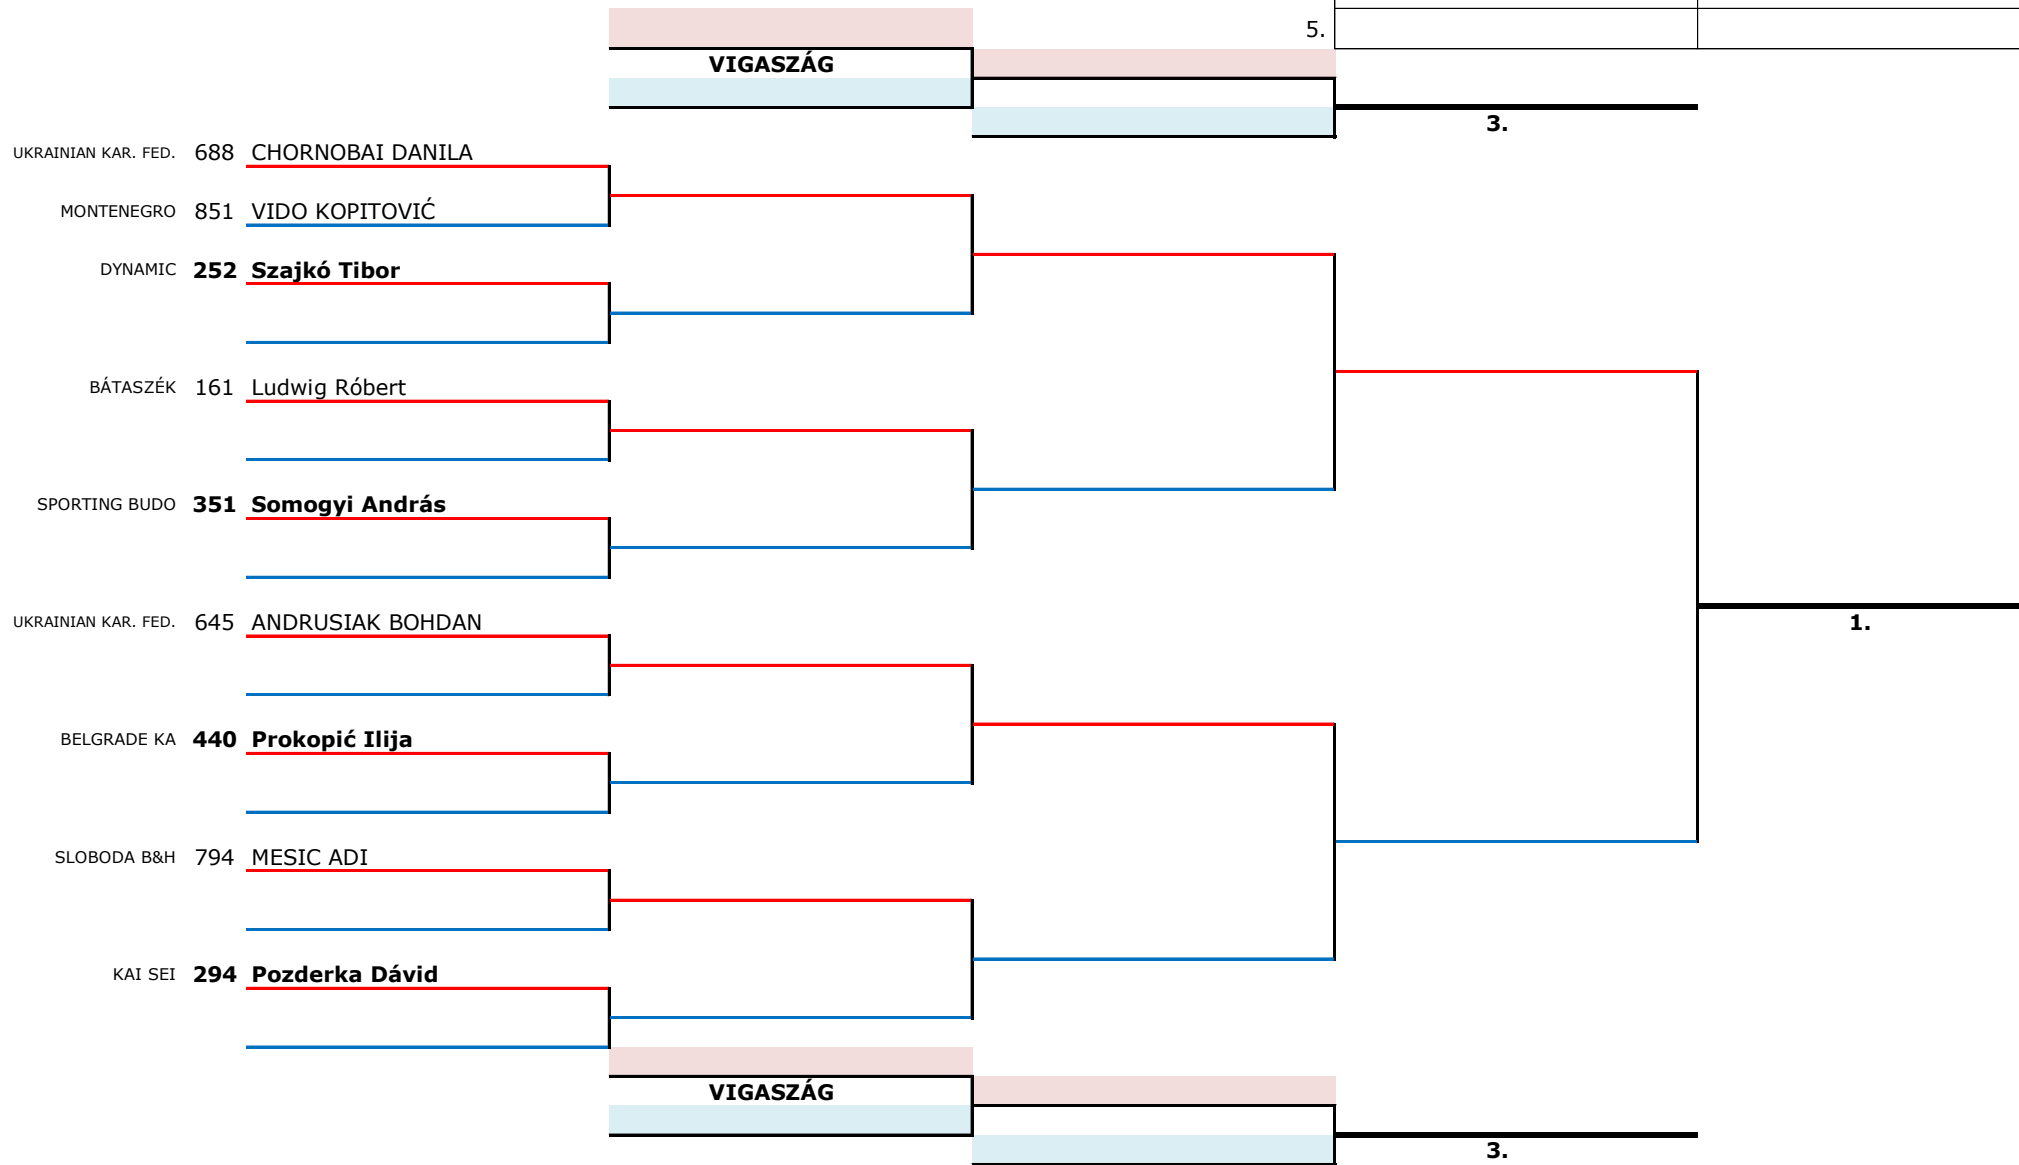 5.
VIGASZÁG
3.
UKRAINIAN KAR. FED. 688 CHORNOBAI DANILA
MONTENEGRO 851 VIDO KOPITOVIĆ
DYNAMIC 252 Szajkó Tibor
BÁTASZÉK 161 Ludwig Róbert
SPORTING BUDO 351 Somogyi András
UKRAINIAN KAR. FED. 645 ANDRUSIAK BOHDAN
1.
BELGRADE KA 440 Prokopić Ilija
SLOBODA B&H 794 MESIC ADI
KAI SEI 294 Pozderka Dávid
VIGASZÁG
3.